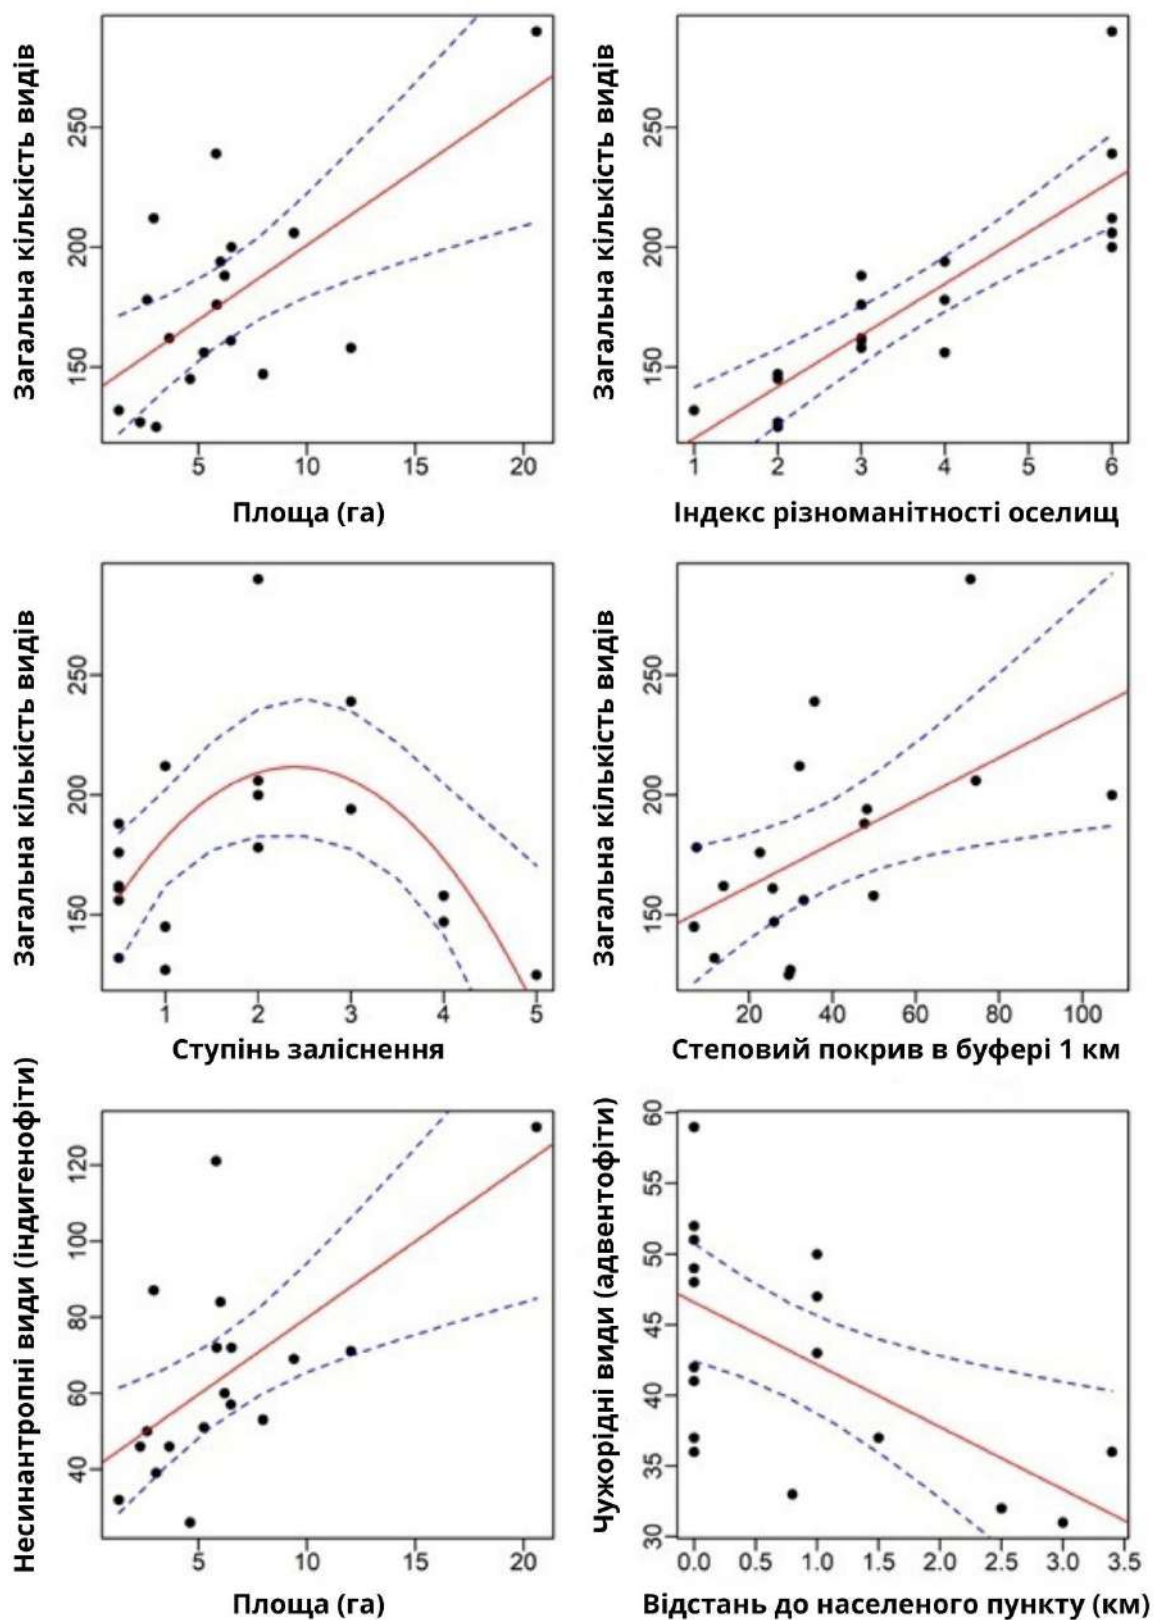 Загальна кількість видів
250
200
150
5 10 15 20
Площа (га)
Загальна кількість видів
250
200
150
1 2 3 4 5 6
Індекс різноманітності оселищ
Загальна кількість видів
250
200
150
1 2 3 4 5
Ступінь заліснення
Загальна кількість видів
250
200
150
20 40 60 80 100
Степовий покрив в буфері 1 км
Несинантропні види (індигенофіти)
120
100
80
60
40
5 10 15 20
Площа (га)
Чужорідні види (адвентофіти)
60
55
50
45
40
35
30
0.0 0.5 1.0 1.5 2.0 2.5 3.0 3.5
Відстань до населеного пункту (км)